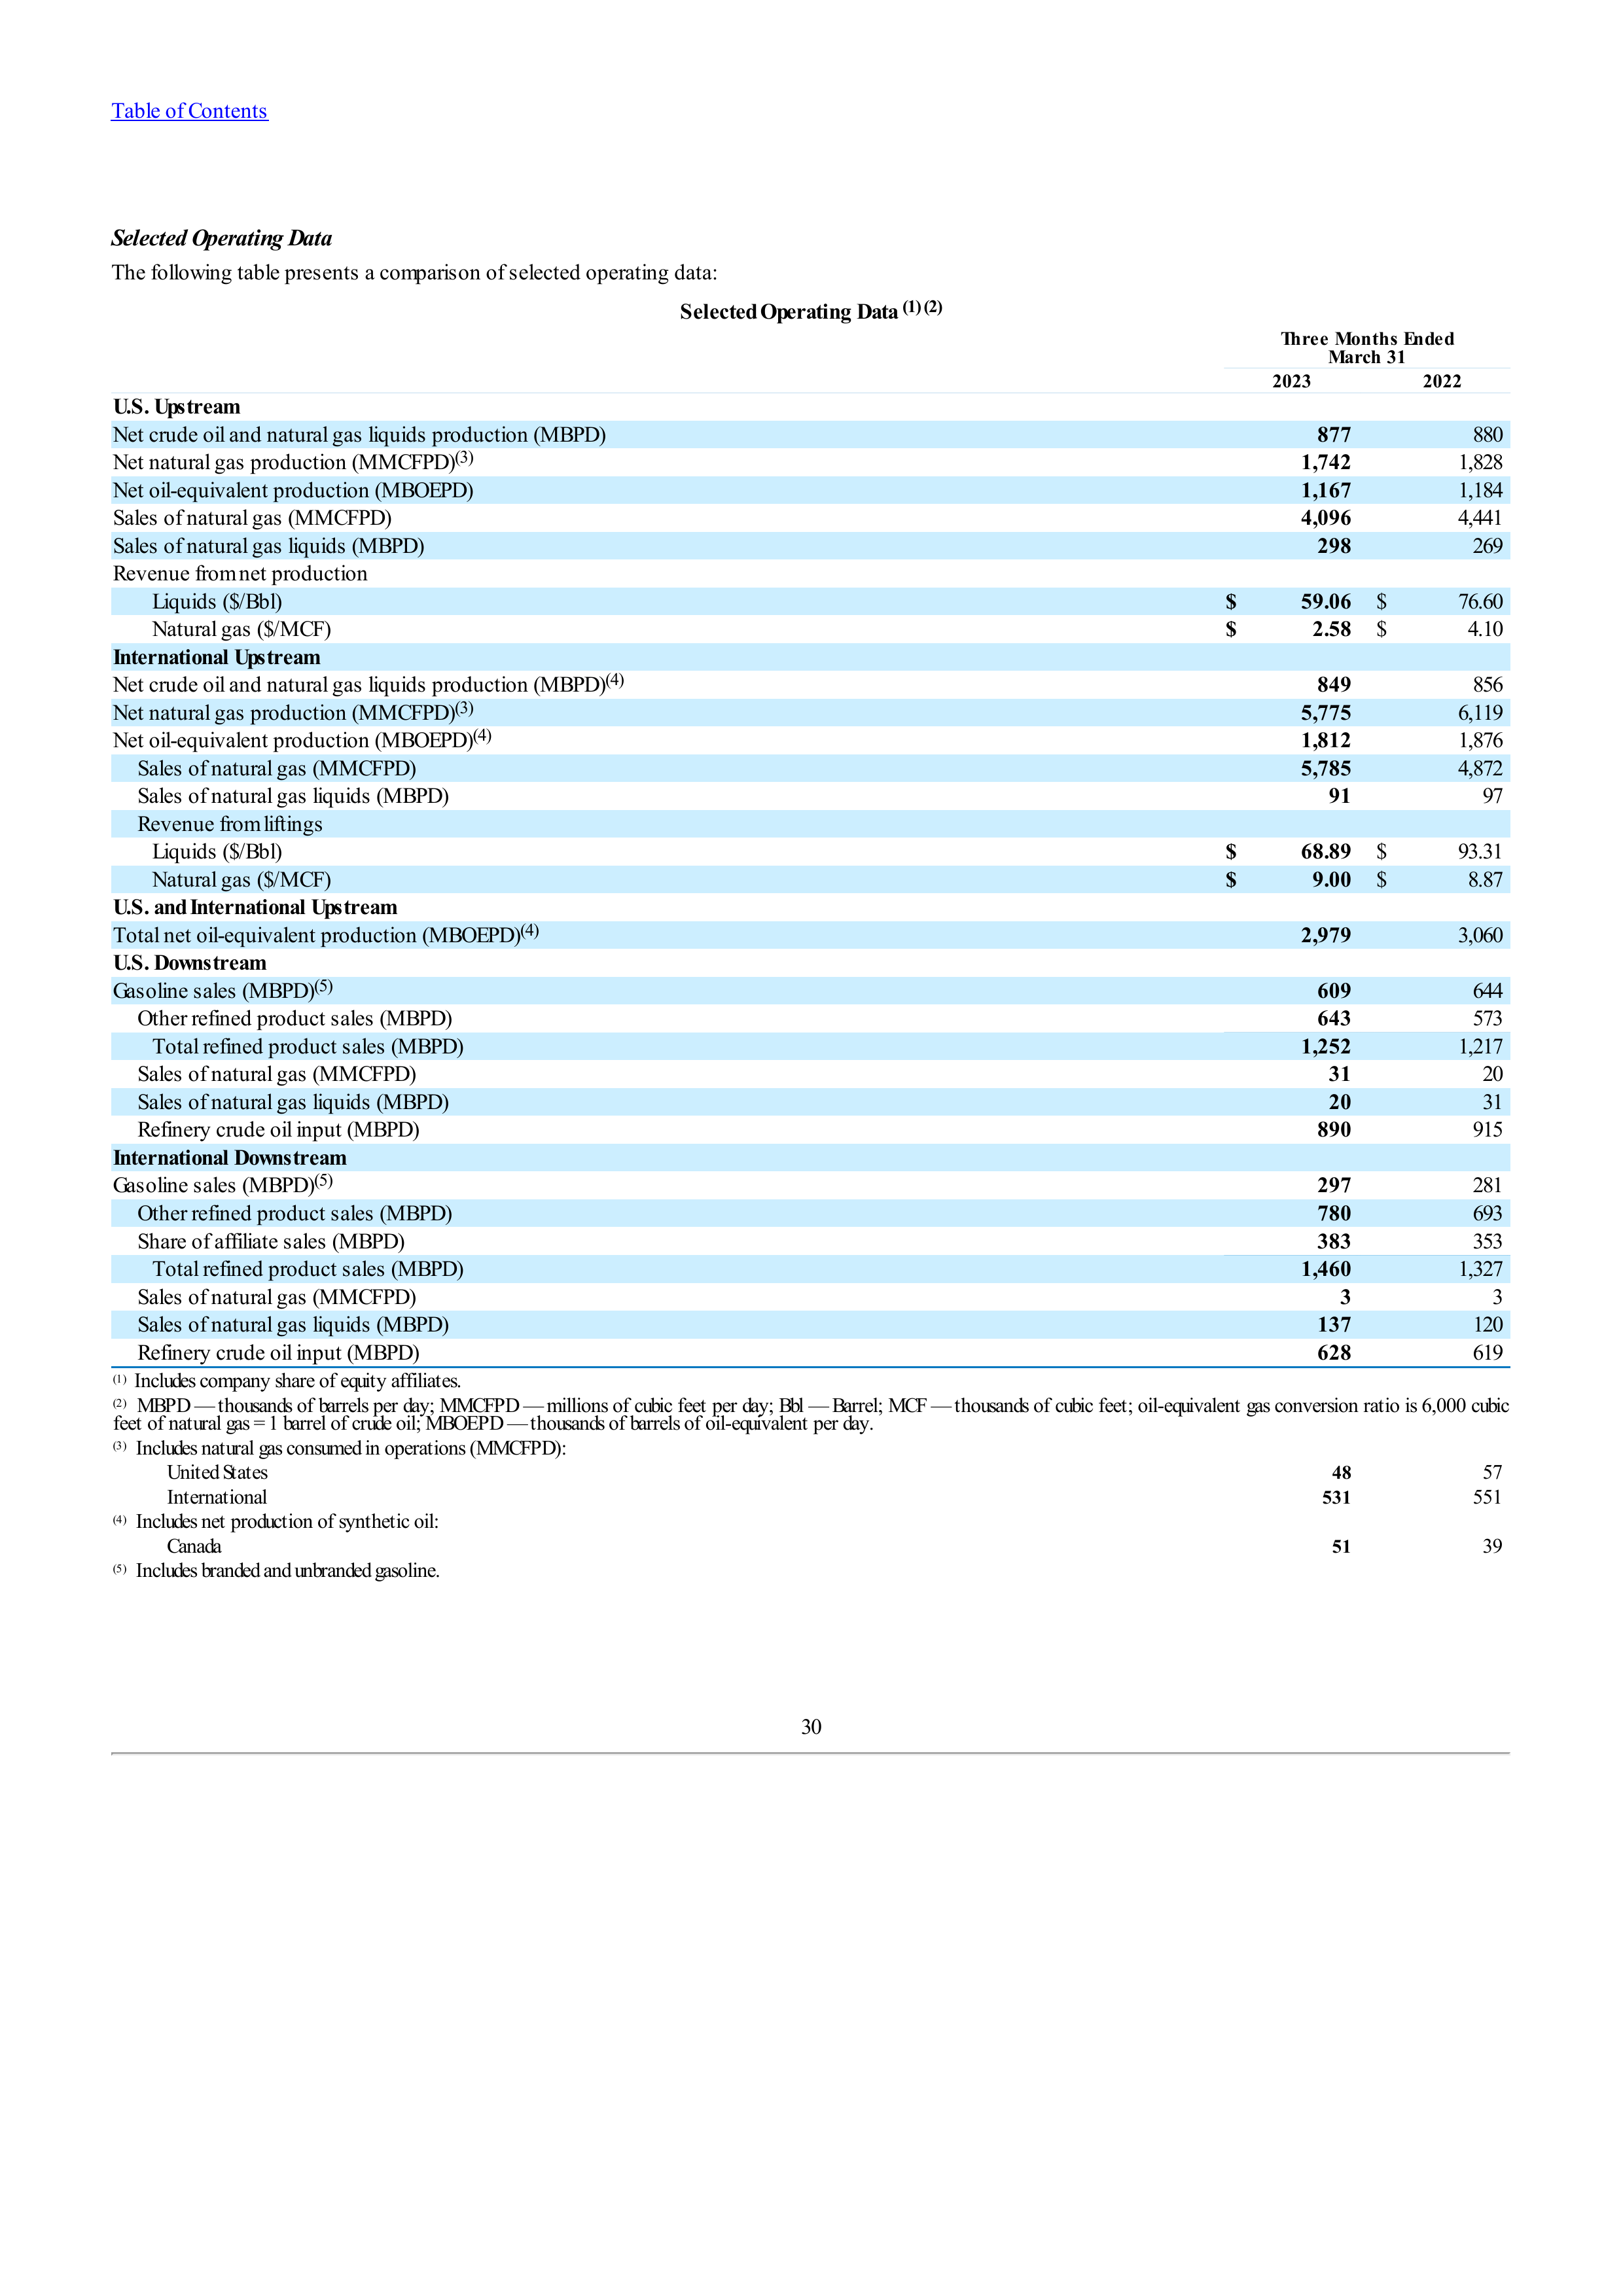 Table of Contents
Selected Operating Data
The following table presents a comparison of selected operating data:
Selected Operating Data (1) (2)
Three Months Ended
March 31
2023 2022
U.S. Upstream
Net crude oil and natural gas liquids production (MBPD) 877 880
Net natural gas production (MMCFPD)(3) 1,742 1,828
Net oil-equivalent production (MBOEPD) 1,167 1,184
Sales of natural gas (MMCFPD) 4,096 4,441
Sales of natural gas liquids (MBPD) 298 269
Revenue from net production
Liquids ($/Bbl) $ 59.06 $ 76.60
Natural gas ($/MCF) $ 2.58 $ 4.10
International Upstream
Net crude oil and natural gas liquids production (MBPD)(4) 849 856
Net natural gas production (MMCFPD)(3) 5,775 6,119
Net oil-equivalent production (MBOEPD)(4) 1,812 1,876
Sales of natural gas (MMCFPD) 5,785 4,872
Sales of natural gas liquids (MBPD) 91 97
Revenue from liftings
Liquids ($/Bbl) $ 68.89 $ 93.31
Natural gas ($/MCF) $ 9.00 $ 8.87
U.S. and International Upstream
Total net oil-equivalent production (MBOEPD)(4) 2,979 3,060
U.S. Downstream
Gasoline sales (MBPD)(5) 609 644
Other refined product sales (MBPD) 643 573
Total refined product sales (MBPD) 1,252 1,217
Sales of natural gas (MMCFPD) 31 20
Sales of natural gas liquids (MBPD) 20 31
Refinery crude oil input (MBPD) 890 915
International Downstream
Gasoline sales (MBPD)(5) 297 281
Other refined product sales (MBPD) 780 693
Share of affiliate sales (MBPD) 383 353
Total refined product sales (MBPD) 1,460 1,327
Sales of natural gas (MMCFPD) 3 3
Sales of natural gas liquids (MBPD) 137 120
Refinery crude oil input (MBPD) 628 619
(1) Includes company share of equity affiliates.
(2) MBPD — thousands of barrels per day; MMCFPD — millions of cubic feet per day; Bbl — Barrel; MCF — thousands of cubic feet; oil-equivalent gas conversion ratio is 6,000 cubic
feet of natural gas = 1 barrel of crude oil; MBOEPD — thousands of barrels of oil-equivalent per day.
(3) Includes natural gas consumed in operations (MMCFPD):
United States 48 57
International 531 551
(4) Includes net production of synthetic oil:
Canada 51 39
(5) Includes branded and unbranded gasoline.
30